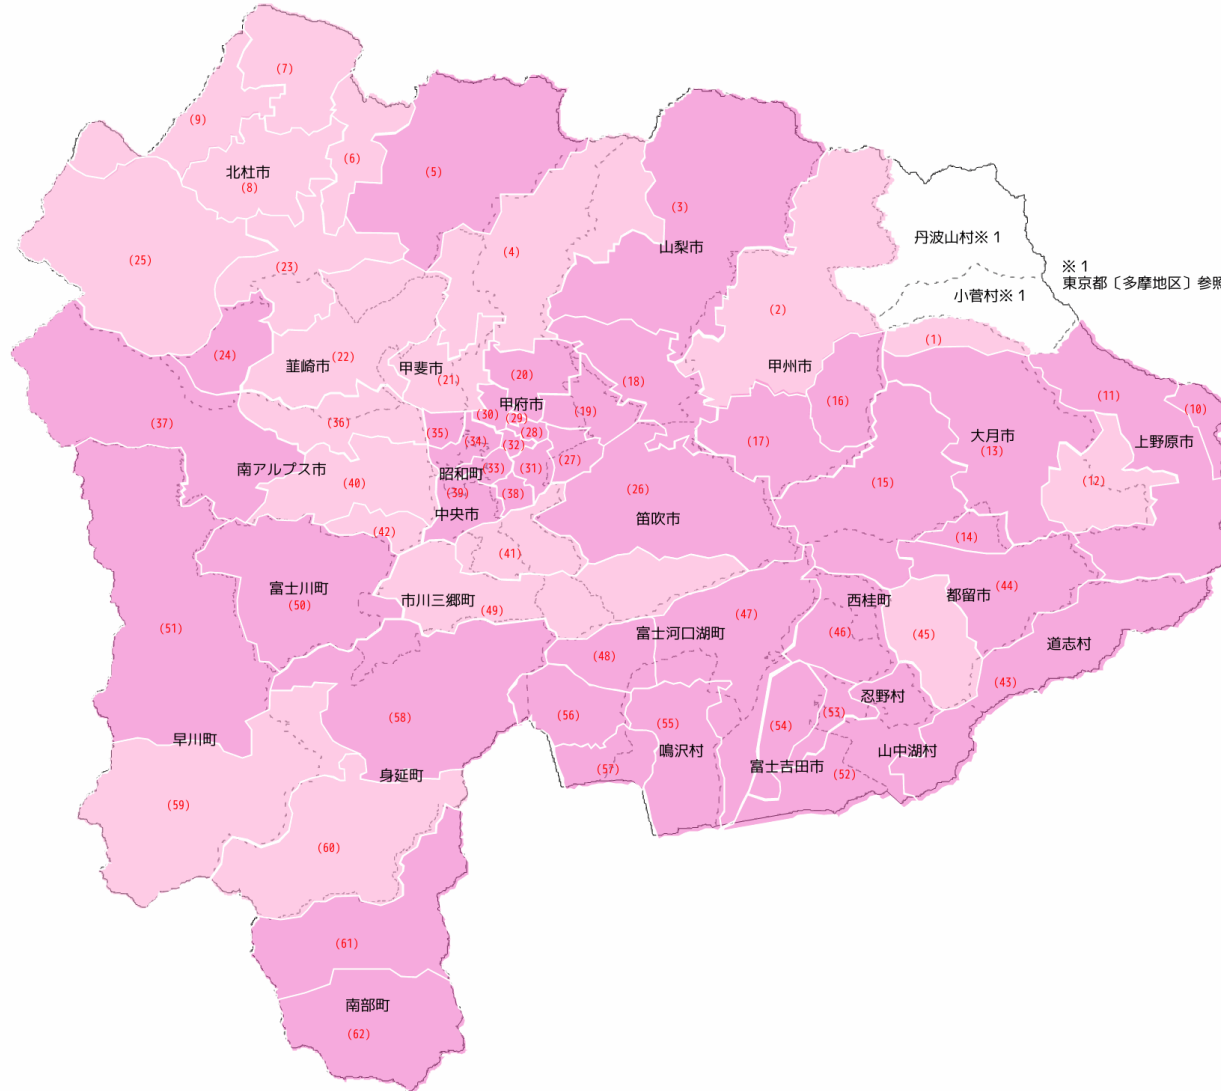 (7)
(9)
(6)
北杜市
(8)
(5)
(3)
(4)
山梨市
丹波山村※1
(25)
(23)
※1
東京都〔多摩地区〕参照
小菅村※1
(2)
(1)
(24)
韮崎市
(22)
甲斐市
(21)
(20)
(18)
甲州市
(16)
(11)
(10)
(37)
(36)
(35)
(30)
甲府市
(29)
(28)
(19)
(17)
大月市
(13)
上野原市
(34)
(32)
(27)
南アルプス市
昭和町
(33)
(31)
(40)
(39)
(38)
(26)
(15)
(12)
中央市
笛吹市
(42)
(41)
(14)
富士川町
(50)
市川三郷町
(49)
西桂町
都留市
(44)
(51)
富士河口湖町
(47)
(46)
(45)
道志村
(48)
(43)
忍野村
(58)
(56)
(55)
(54)
(53)
早川町
鳴沢村
山中湖村
身延町
(57)
富士吉田市
(52)
(59)
(60)
(61)
南部町
(62)